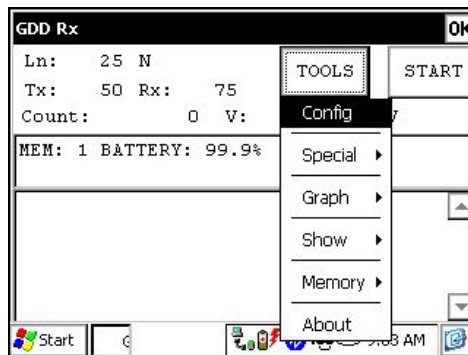 GDD Rx OK
Ln: 25 N
TOOLS START
Tx: 50 Rx: 75
Count: 0 V:
MEM: 1 BATTERY: 99.9%
Config
Special
Graph
Show
Memory
About
Start AM